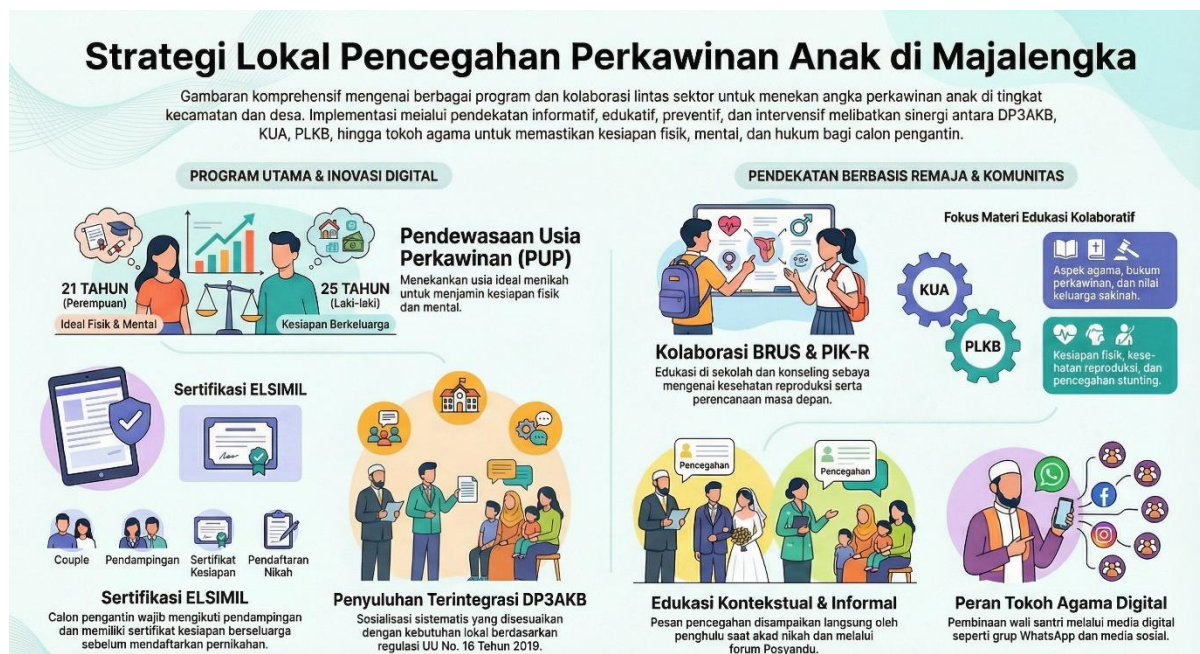 Strategi Lokal Pencegahan Perkawinan Anak di Majalengka
Gambaran komprehensif mengenai berbagai program dan kolaborasi lintas sektor untuk menekan angka perkawinan anak di tingkat
kecamatan dan desa. Implementasi meialui pendekatan informatif, edukatif, preventif, dan intervensif melibatkan sinergi antara DP3AKB,
KUA, PLKB, hingga tokoh agama untuk memastikan kesiapan fisik, mental, dan hukum bagi calon pengantin.
PROGRAM UTAMA & INOVASI DIGITAL
21 TAHUN
(Perempuan)
Ideal Fisik & Mental
25 TAHUN
(Laki-laki)
Kesiapan Berkeluarga
Pendewasaan Usia
Perkawinan (PUP)
Menekankan usia ideal menikah
untuk menjamin kesiapan fisik
dan mental.
Sertifikasi ELSIMIL
Couple
Pendampingan
Sertifikat
Kesiapan
Pendaftaran
Nikah
Sertifikasi ELSIMIL
Calon pengantin wajib mengikuti pendampingan
dan memiliki sertifikat kesiapan berseluarga
sebelum mendaftarkan pernikahan.
Penyuluhan Terintegrasi DP3AKB
Sosialisasi sistematis yang disesuaikan
dengan kebutuhan lokal berdasarkan
regulasi UU No. 16 Tahun 2019.
PENDEKATAN BERBASIS REMAJA & KOMUNITAS
Kolaborasi BRUS & PIK-R
Edukasi di sekolah dan konseling sebaya
mengenai kesehatan reproduksi serta
perencanaan masa depan.
Fokus Materi Edukasi Kolaboratif
KUA
PLKB
Aspek agama, bukum
perkawinan, dan nilai
keluarga sakinah.
Kesiapan fisik, kese-
hatan reproduksi, dan
pencegahan stunting.
Pencegahan
Pencegahan
Edukasi Kontekstual & Informal
Pesan pencegahan disampaikan langsung oleh
penghulu saat akad nikah dan melalui
forum Posyandu.
Peran Tokoh Agama Digital
Pembinaan wali santri melalui media digital
seperti grup WhatsApp dan media sosial.